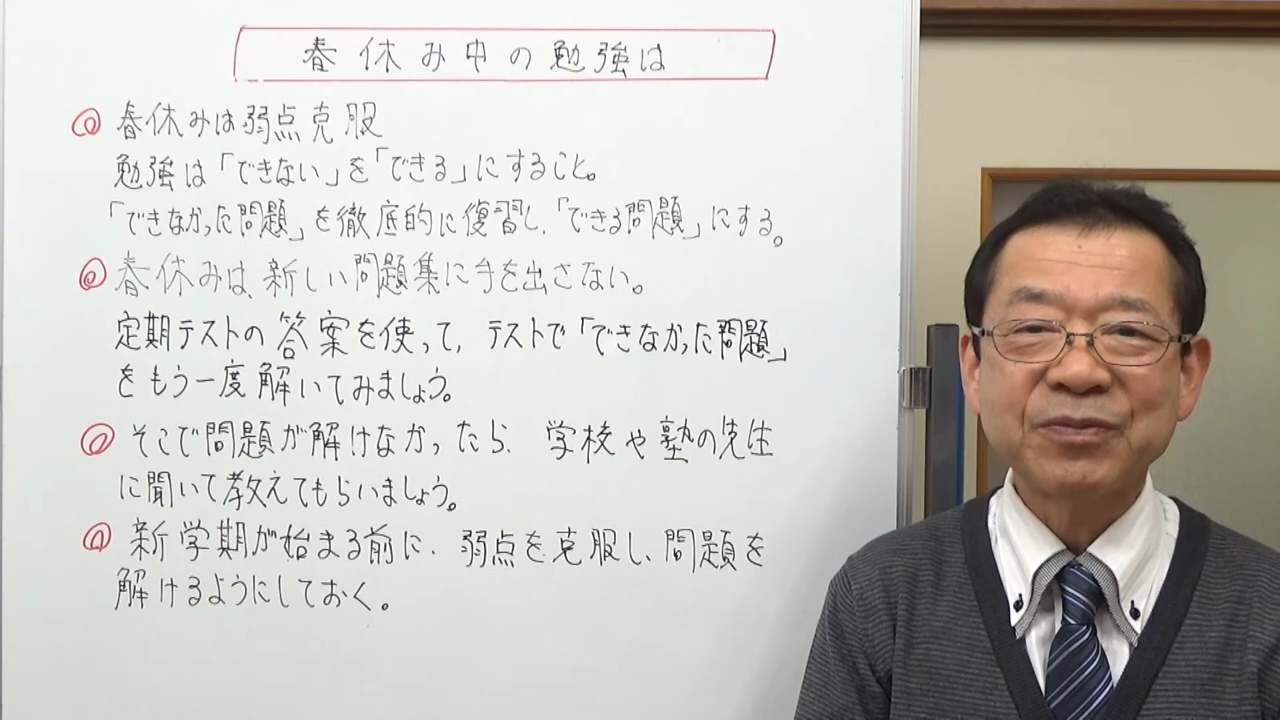 春休み中の勉強は
◎ 春休みは弱点克服
勉強は「できない」を「できる」にすること。
「できなかった問題」を徹底的に復習し、「できる問題」にする。
◎ 春休みは、新しい問題集に手を出さない。
定期テストの答案を使って、テストで「できなかった問題」
をもう一度解いてみましょう。
◎ そこで問題が解けなかったら、学校や塾の先生
に聞いて教えてもらいましょう。
◎ 新学期が始まる前に、弱点を克服し、問題を
解けるようにしておく。